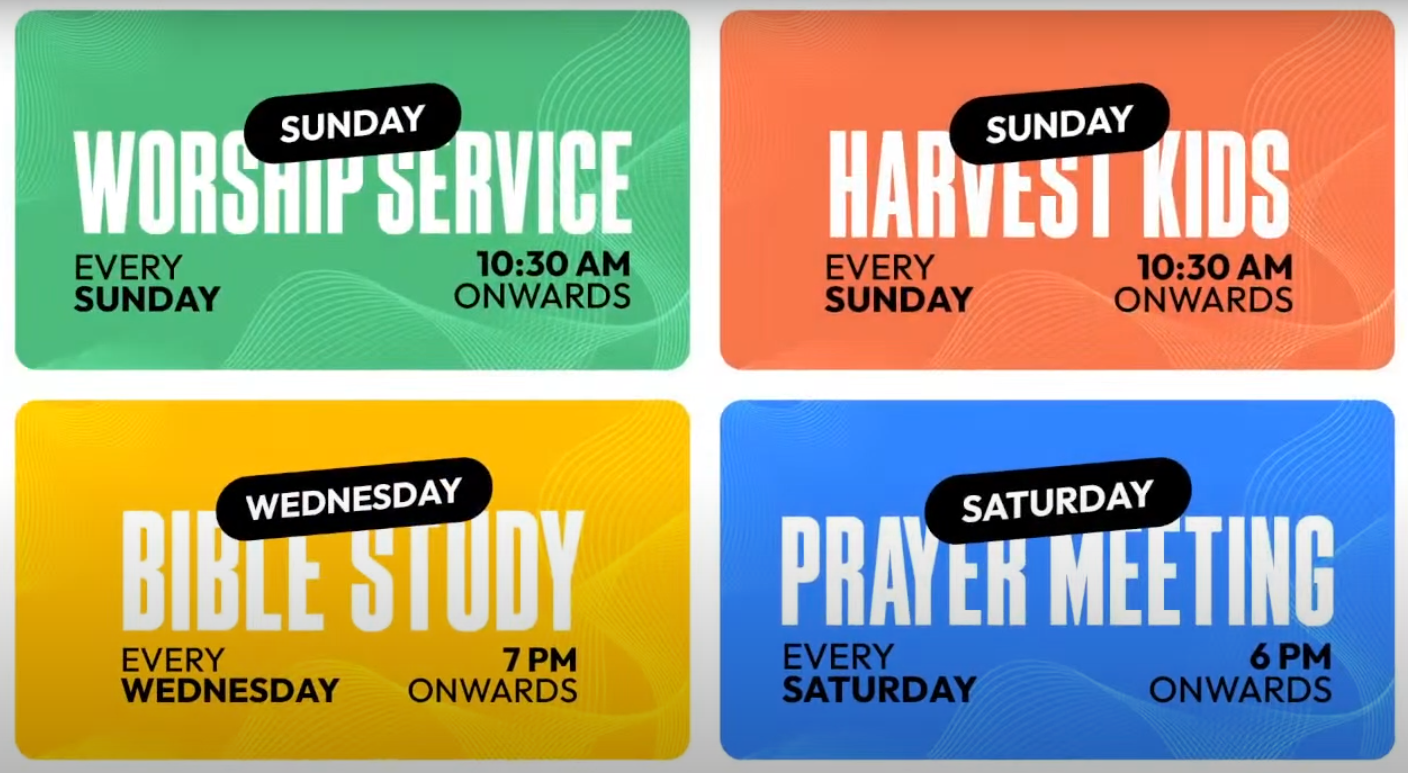 SUNDAY
WORSHIP SERVICE
EVERY
SUNDAY
10:30 AM
ONWARDS
SUNDAY
HARVEST KIDS
EVERY
SUNDAY
10:30 AM
ONWARDS
WEDNESDAY
BIBLE STUDY
EVERY
WEDNESDAY
7 PM
ONWARDS
SATURDAY
PRAYER MEETING
EVERY
SATURDAY
6 PM
ONWARDS